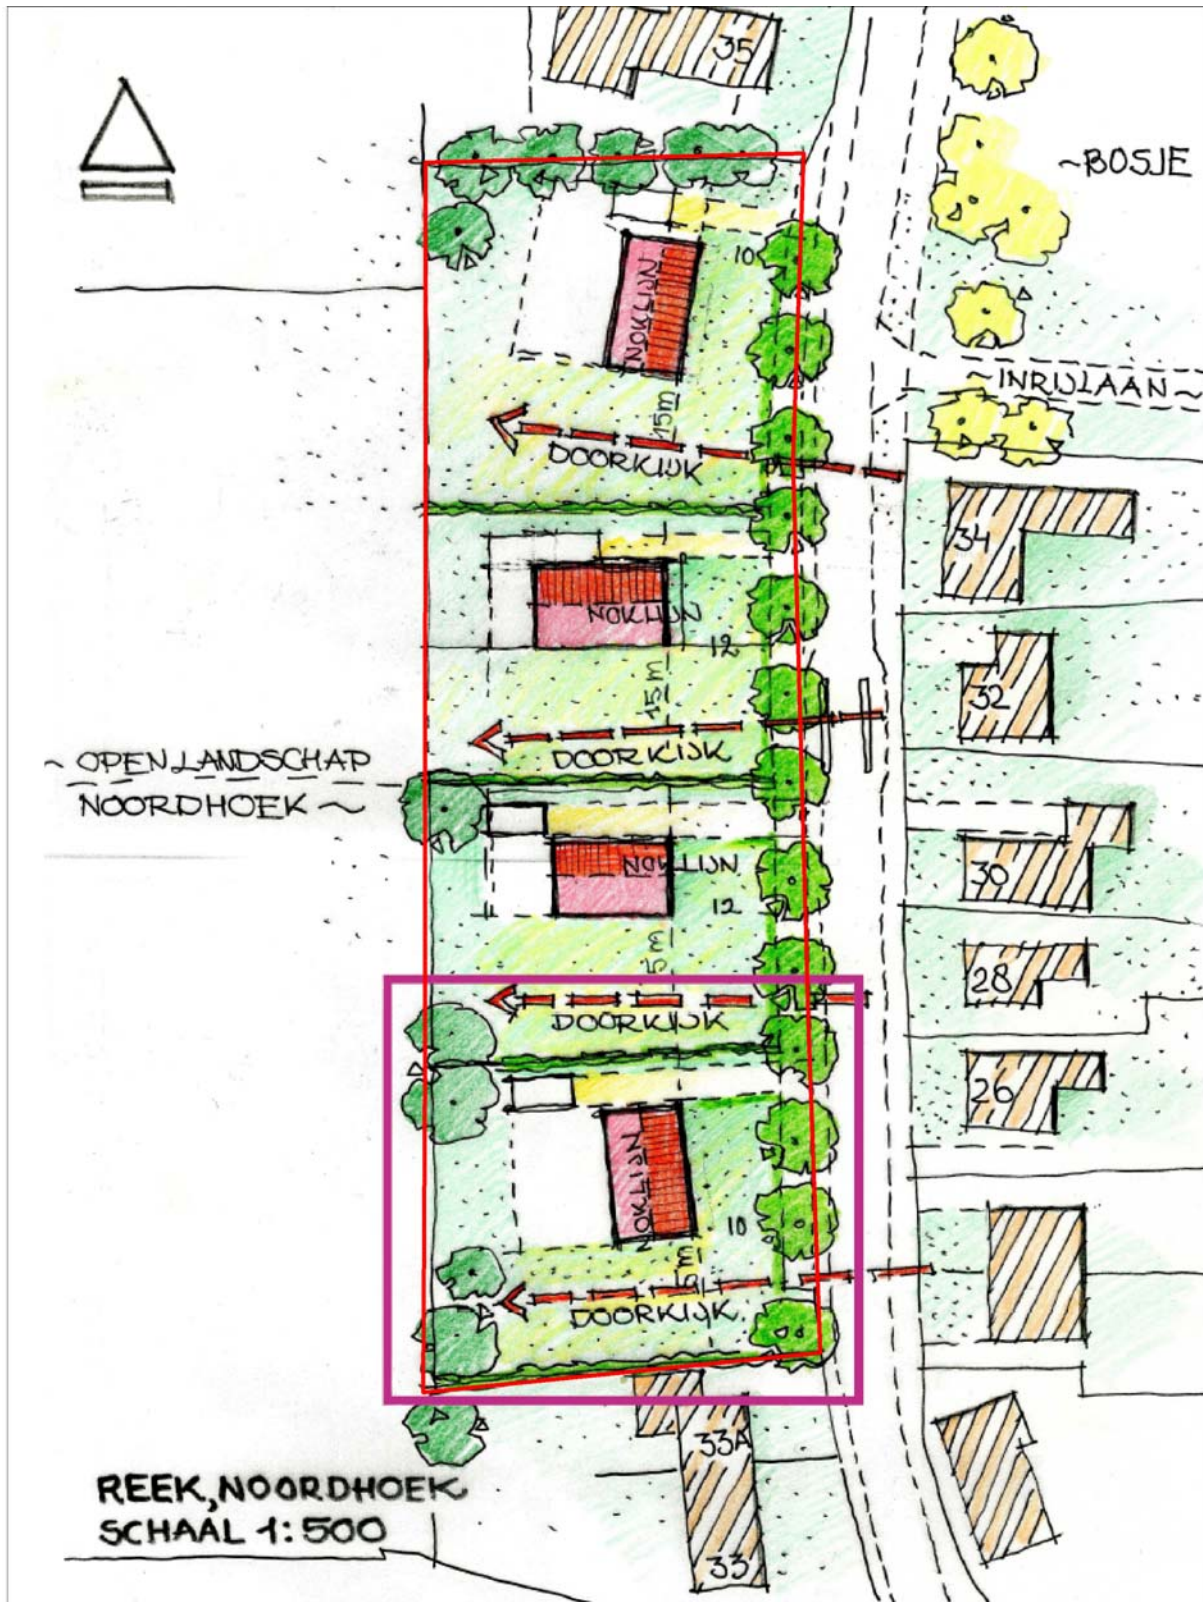 35
~BOSJE
10
NOKLIJN
~INRIJLAAN~
15m
DOORKIJK
34
NOKLIJN
12
32
15m
DOORKIJK
~OPEN LANDSCHAP
NOORDHOEK~
NOKLIJN
30
12
5m
28
DOORKIJK
26
NOKLIJN
10
DOORKIJK
33A
REEK, NOORDHOEK
SCHAAL 1:500
33